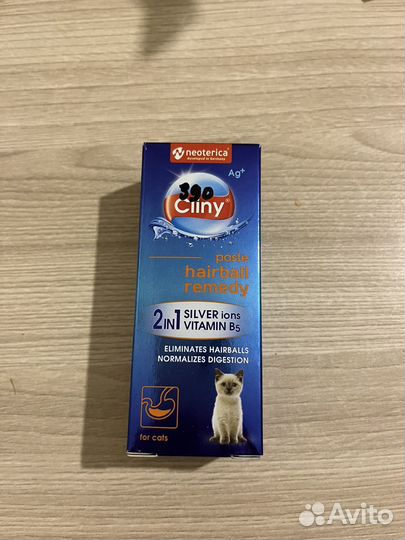 neoterica®
developed in Germany
Ag+
390
Cliny®
paste
hairball
remedy
2IN1 SILVER ions
VITAMIN B5
ELIMINATES HAIRBALLS
NORMALIZES DIGESTION
for cats
Avito